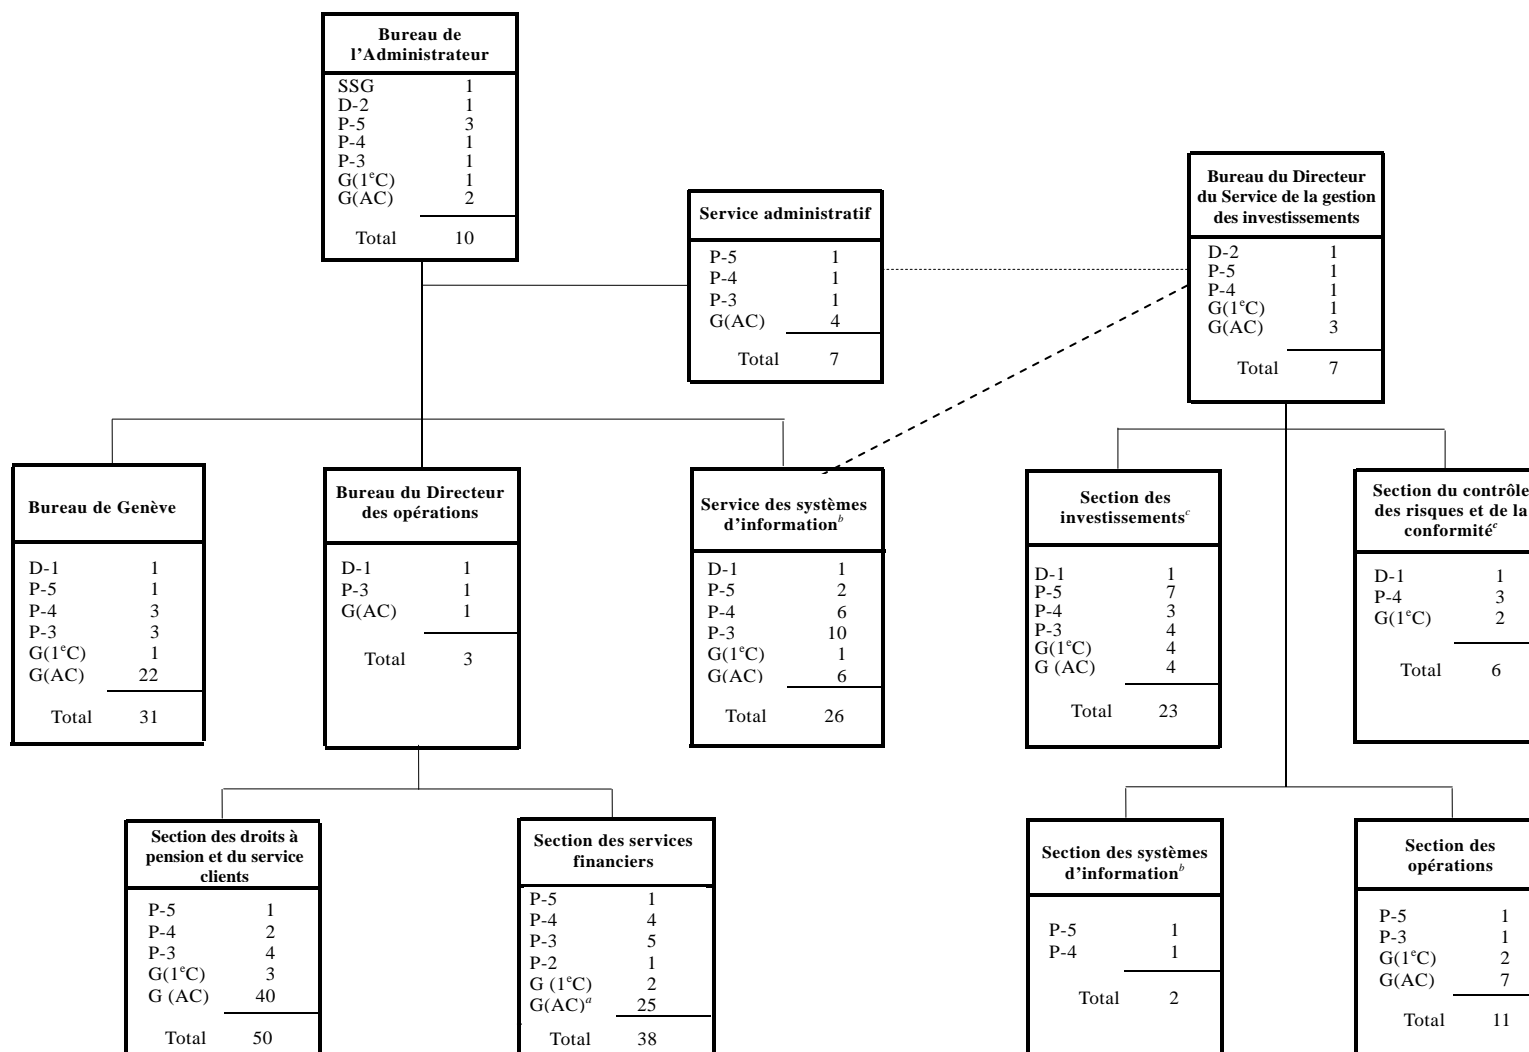 Bureau de
l'Administrateur
SSG 1
D-2 1
P-5 3
P-4 1
P-3 1
G(1eC) 1
G(AC) 2
Total 10
Service administratif
P-5 1
P-4 1
P-3 1
G(AC) 4
Total 7
Bureau du Directeur
du Service de la gestion
des investissements
D-2 1
P-5 1
P-4 1
G(1eC) 1
G(AC) 3
Total 7
Bureau de Genève
D-1 1
P-5 1
P-4 3
P-3 3
G(1eC) 1
G(AC) 22
Total 31
Bureau du Directeur
des opérations
D-1 1
P-3 1
G(AC) 1
Total 3
Service des systèmes
d'information b
D-1 1
P-5 2
P-4 6
P-3 10
G(1eC) 1
G(AC) 6
Total 26
Section des
investissements c
D-1 1
P-5 7
P-4 3
P-3 4
G(1eC) 4
G (AC) 4
Total 23
Section du contrôle
des risques et de la
conformité c
D-1 1
P-4 3
G(1eC) 2
Total 6
Section des droits à
pension et du service
clients
P-5 1
P-4 2
P-3 4
G(1eC) 3
G (AC) 40
Total 50
Section des services
financiers
P-5 1
P-4 4
P-3 5
P-2 1
G (1eC) 2
G(AC) a 25
Total 38
Section des systèmes
d'information b
P-5 1
P-4 1
Total 2
Section des
opérations
P-5 1
P-3 1
G(1eC) 2
G(AC) 7
Total 11